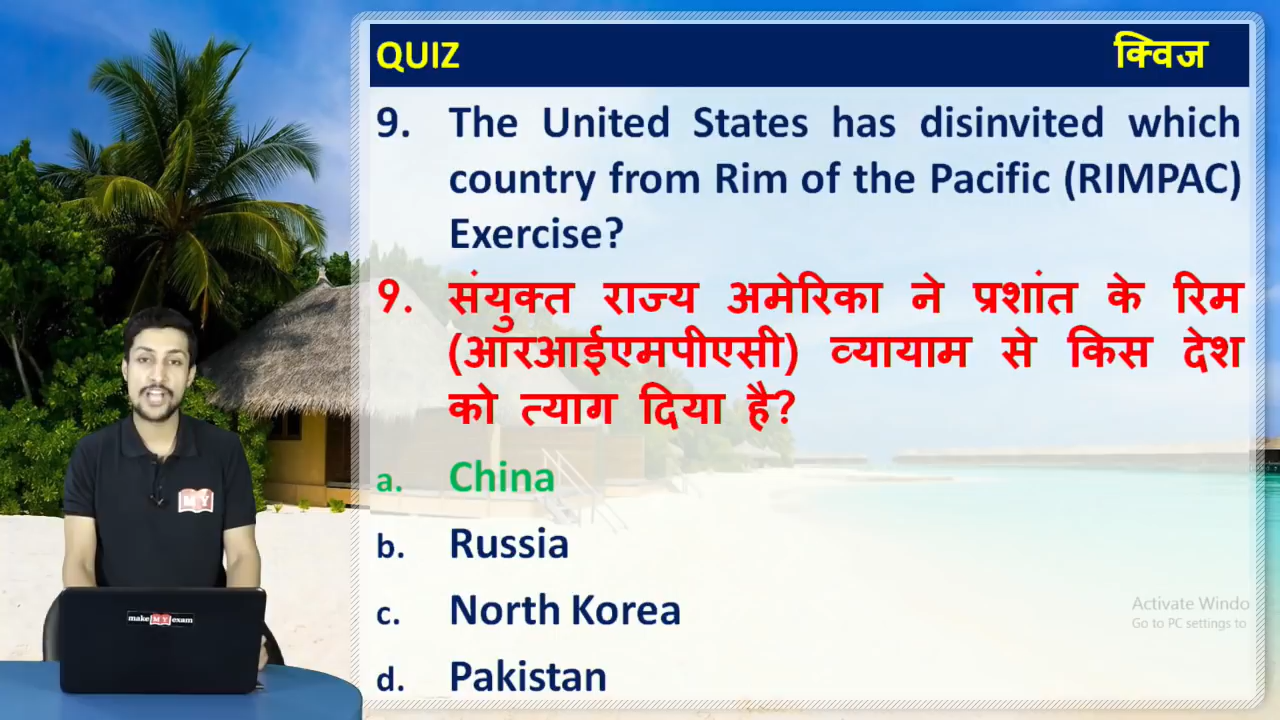 QUIZ क्विज
9. The United States has disinvited which
country from Rim of the Pacific (RIMPAC)
Exercise?
9. संयुक्त राज्य अमेरिका ने प्रशांत के रिम
(आरआईएमपीएसी) व्यायाम से किस देश
को त्याग दिया है?
a. China
b. Russia
c. North Korea
d. Pakistan
MY
make MY exam
Activate Windo
Go to PC settings to